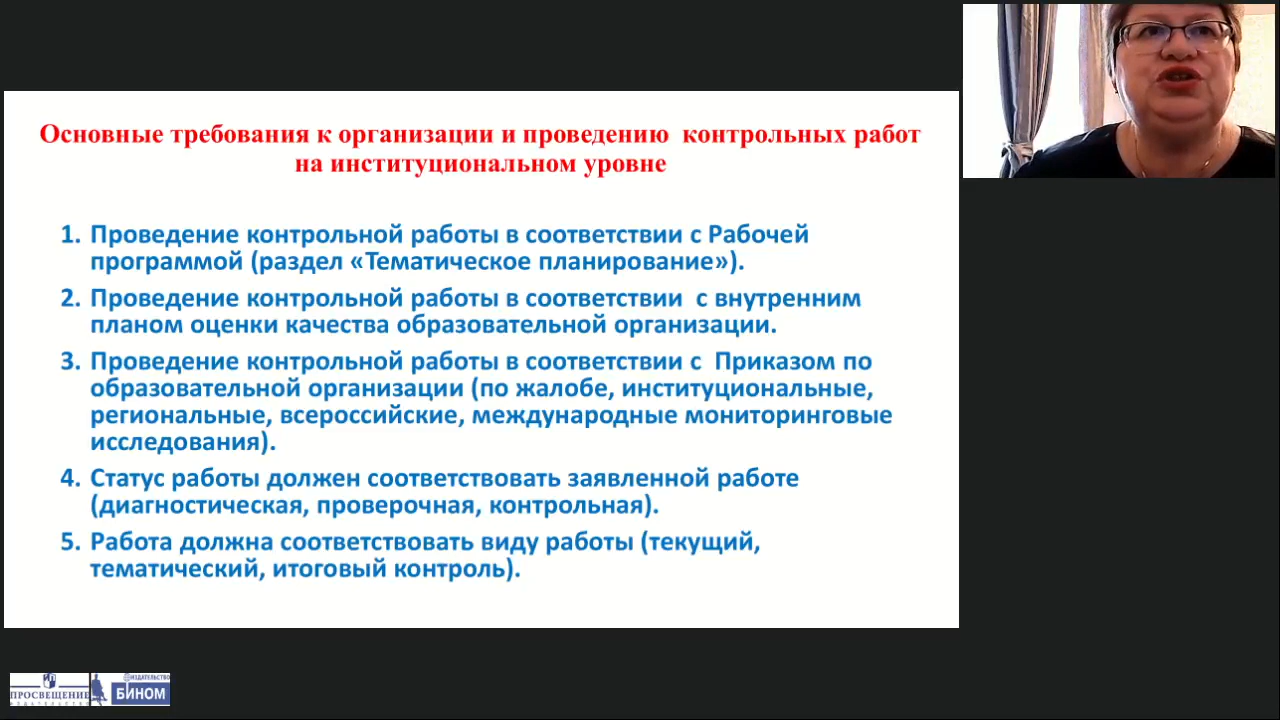 Основные требования к организации и проведению контрольных работ
на институциональном уровне
1. Проведение контрольной работы в соответствии с Рабочей
программой (раздел «Тематическое планирование»).
2. Проведение контрольной работы в соответствии с внутренним
планом оценки качества образовательной организации.
3. Проведение контрольной работы в соответствии с Приказом по
образовательной организации (по жалобе, институциональные,
региональные, всероссийские, международные мониторинговые
исследования).
4. Статус работы должен соответствовать заявленной работе
(диагностическая, проверочная, контрольная).
5. Работа должна соответствовать виду работы (текущий,
тематический, итоговый контроль).
ПРОСВЕЩЕНИЕ
ИЗДАТЕЛЬСТВО
ИЗДАТЕЛЬСТВО
БИНОМ